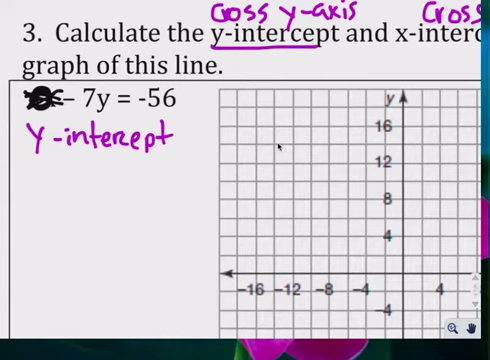 cross y-axis cross
3. Calculate the y-intercept and x-interc
graph of this line.
– 7y = -56
Y-intercept
y
16
12
8
4
-16 -12 -8 -4 4
-4